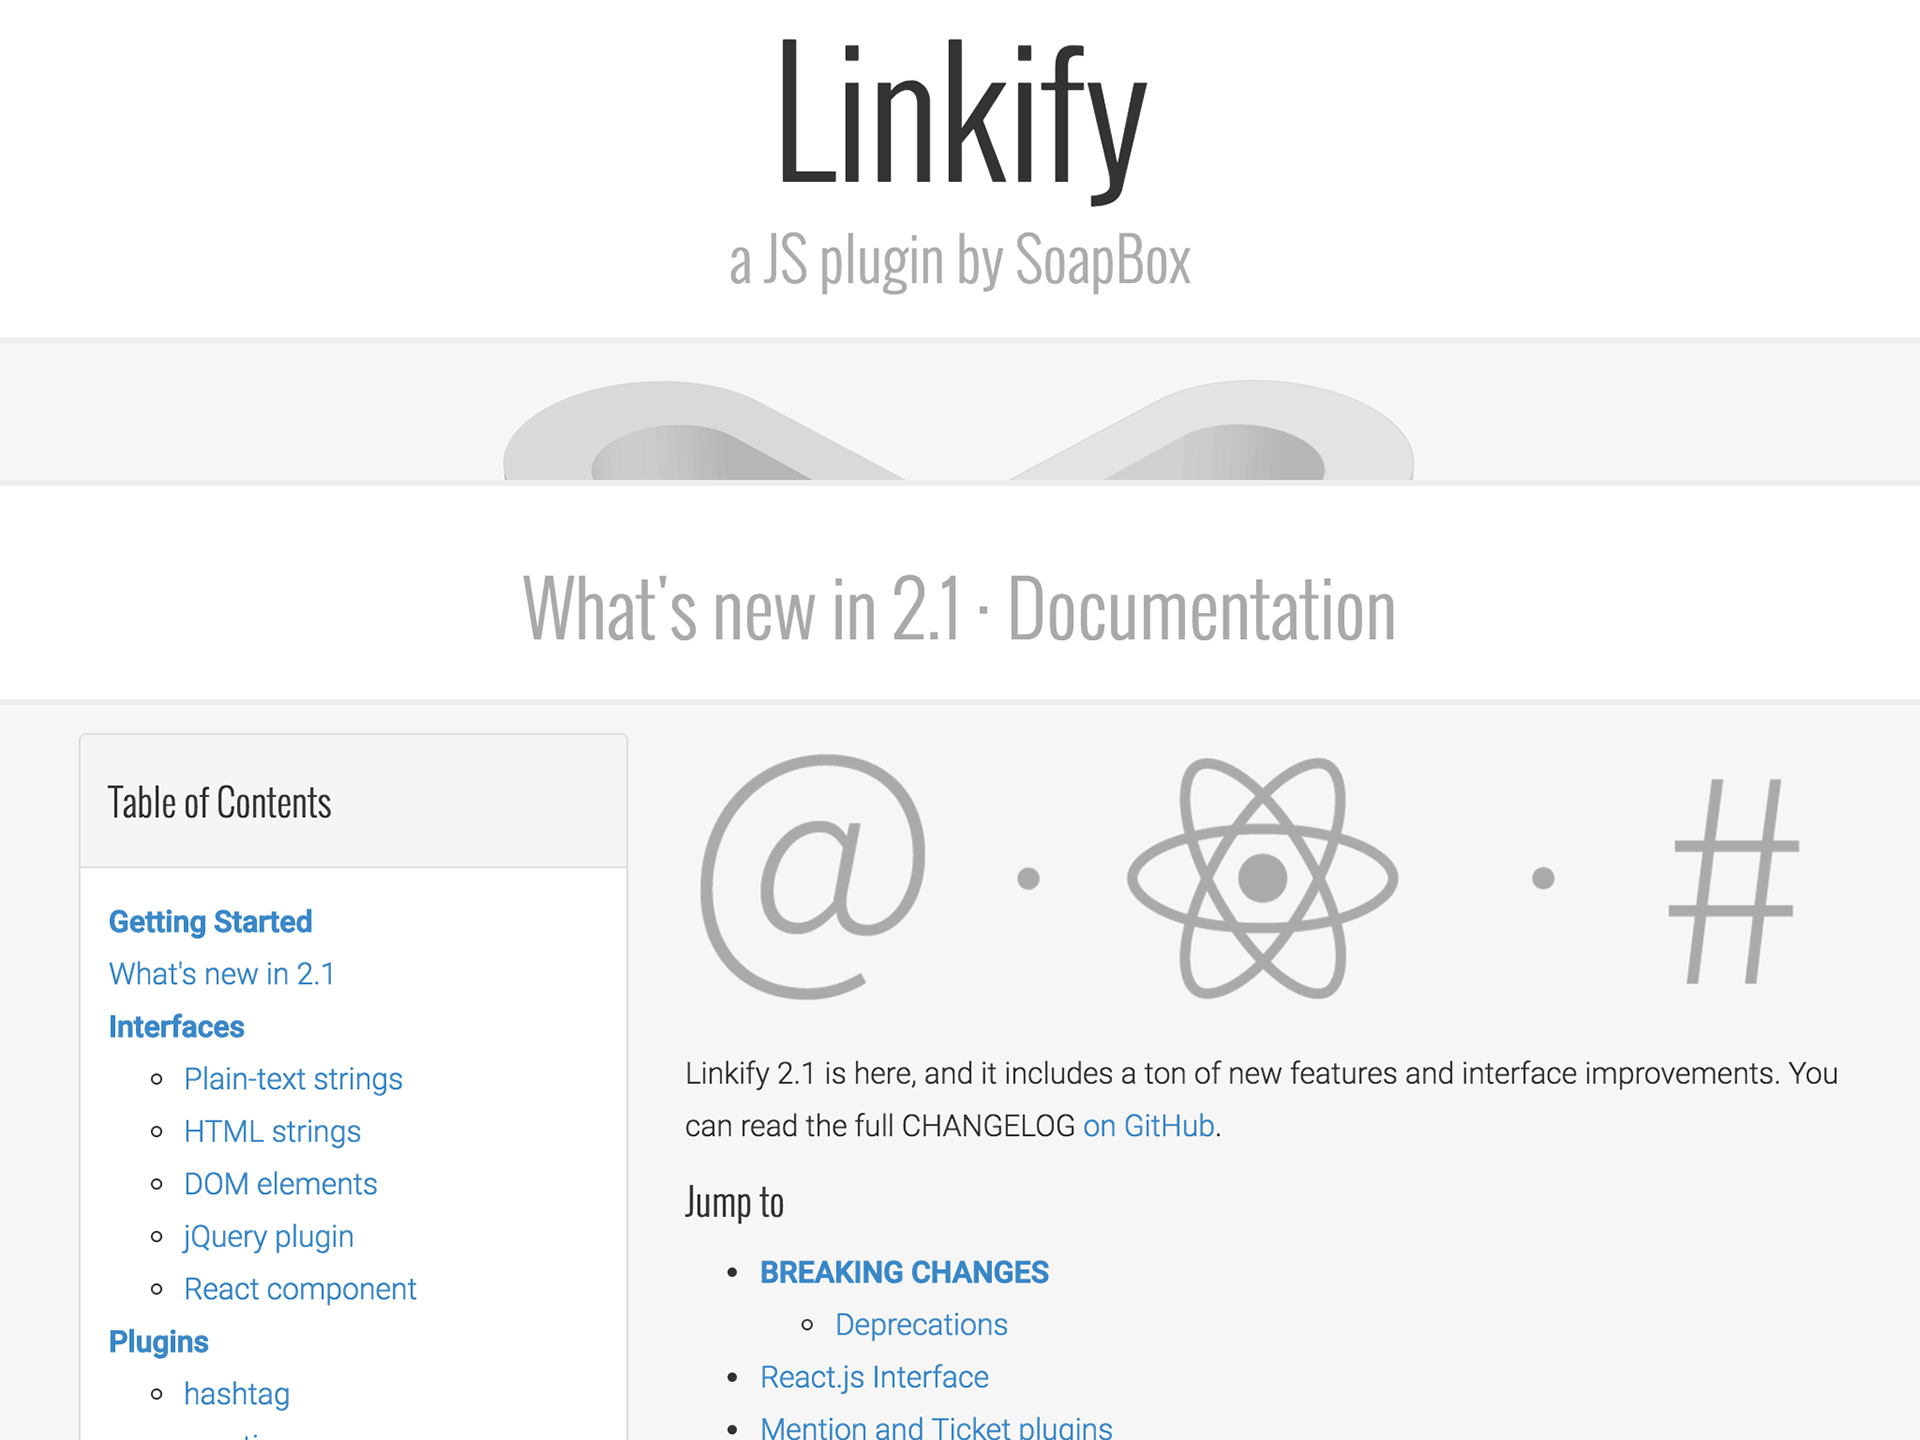 Linkify
a JS plugin by SoapBox
What's new in 2.1 · Documentation
Table of Contents
Getting Started
What's new in 2.1
Interfaces
Plain-text strings
HTML strings
DOM elements
jQuery plugin
React component
Plugins
hashtag
@ · · #
Linkify 2.1 is here, and it includes a ton of new features and interface improvements. You
can read the full CHANGELOG on GitHub.
Jump to
BREAKING CHANGES
Deprecations
React.js Interface
Mention and Ticket plugins